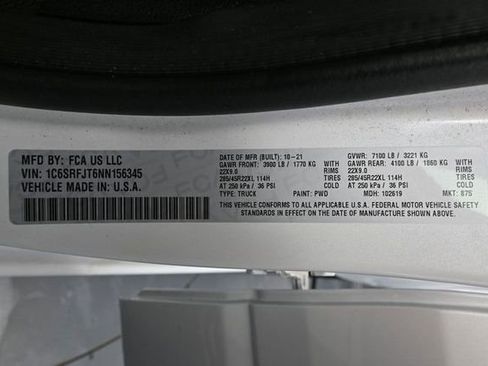 MFD BY: FCA US LLC
VIN: 1C6SRFJT6NN156345
VEHICLE MADE IN: U.S.A.
DATE OF MFR (BUILT): 10-21 GVWR: 7100 LB / 3221 KG
GAWR FRONT: 3900 LB / 1770 KG WITH GAWR REAR: 4100 LB / 1860 KG WITH
22X9.0 RIMS 22X9.0 RIMS
285/45R22XL 114H TIRES 285/45R22XL 114H TIRES
AT 250 kPa / 36 PSI COLD AT 250 kPa / 36 PSI COLD
TYPE: TRUCK PAINT: PWD MDH: 102619 MKT: 875
THIS VEHICLE CONFORMS TO ALL APPLICABLE U.S.A. FEDERAL MOTOR VEHICLE SAFETY
STANDARDS IN EFFECT ON THE DATE OF MANUFACTURE SHOWN ABOVE